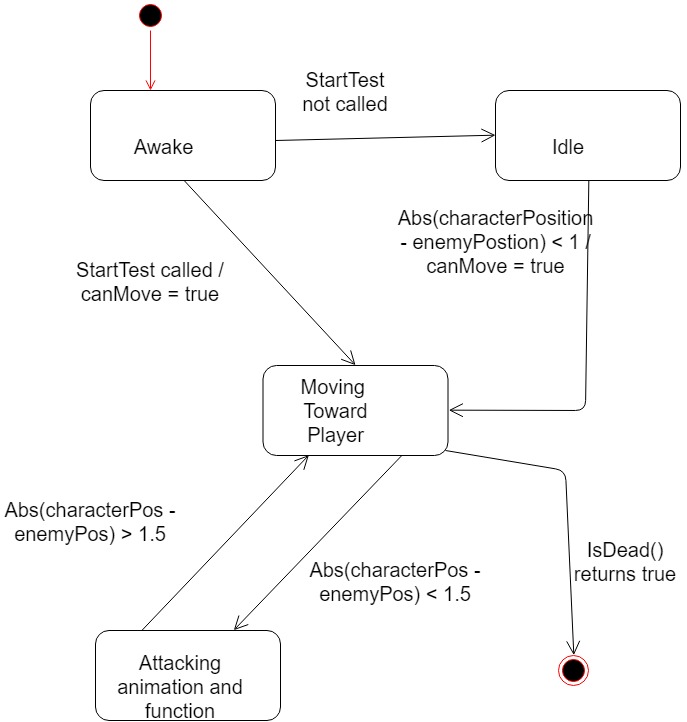 StartTest
not called
Awake
Idle
Abs(characterPosition
- enemyPostion) < 1 /
canMove = true
StartTest called /
canMove = true
Moving
Toward
Player
Abs(characterPos -
enemyPos) > 1.5
IsDead()
returns true
Abs(characterPos -
enemyPos) < 1.5
Attacking
animation and
function